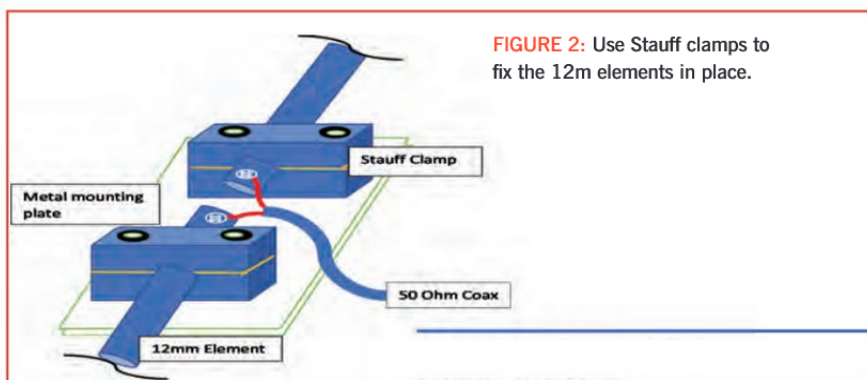 FIGURE 2: Use Stauff clamps to
fix the 12m elements in place.
Stauff Clamp
Metal mounting
plate
50 Ohm Coax
12mm Element